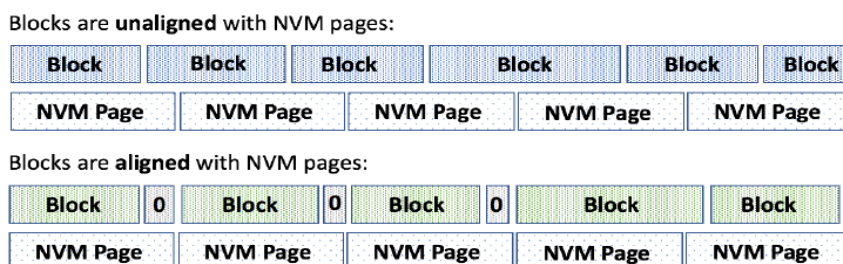 Blocks are unaligned with NVM pages:
Block Block Block Block Block Block
NVM Page NVM Page NVM Page NVM Page NVM Page
Blocks are aligned with NVM pages:
Block 0 Block 0 Block 0 Block Block
NVM Page NVM Page NVM Page NVM Page NVM Page